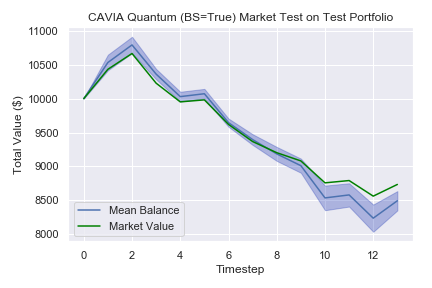 CAVIA Quantum (BS=True) Market Test on Test Portfolio
11000
10500
10000
9500
9000
8500
8000
Total Value ($)
Mean Balance
Market Value
0 2 4 6 8 10 12
Timestep